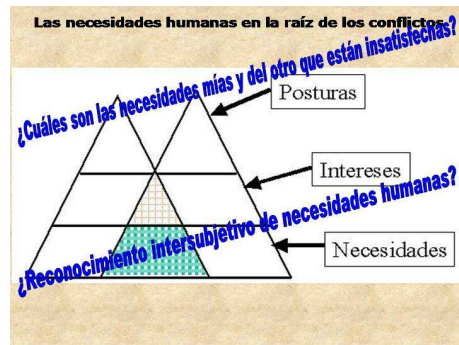 Las necesidades humanas en la raíz de los conflictos
¿Cuáles son las necesidades mías y del otro que están insatisfechas?
Posturas
Intereses
¿Reconocimiento intersubjetivo de necesidades humanas?
Necesidades